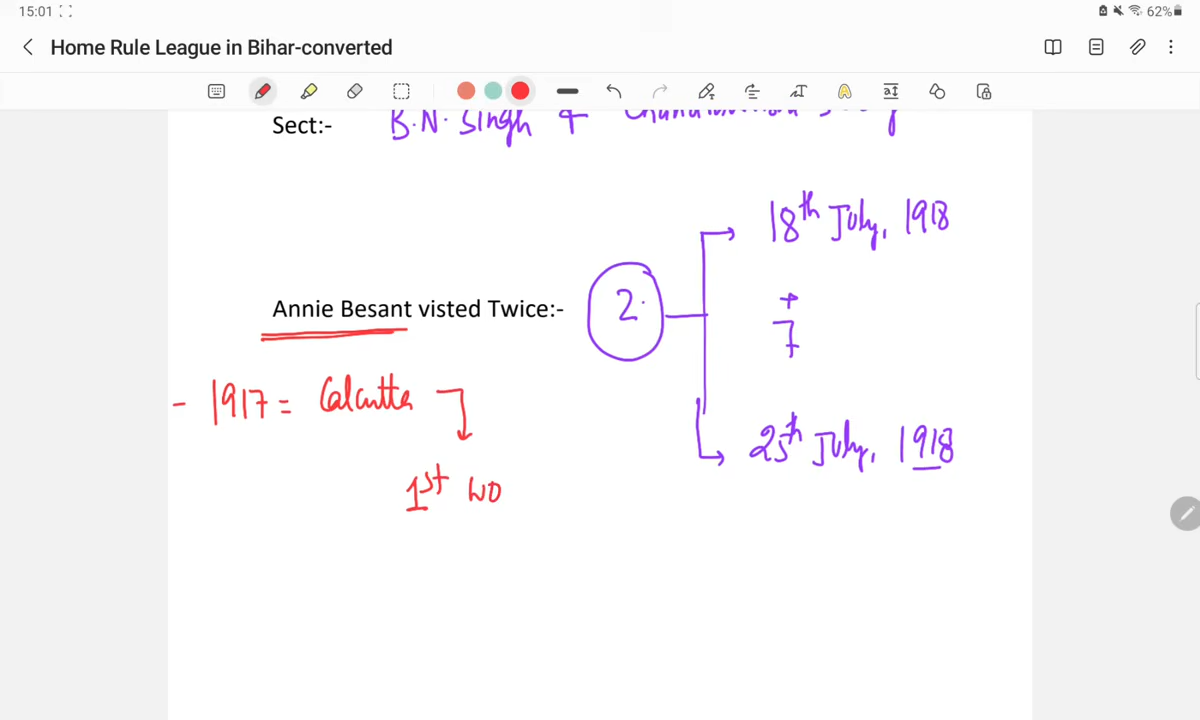 15:01
62%
Home Rule League in Bihar-converted
Sect:- B.N. Singh &
18th July, 1918
Annie Besant visted Twice:- 2.
+
7
- 1917 = Calcutta
25th July, 1918
1st wo